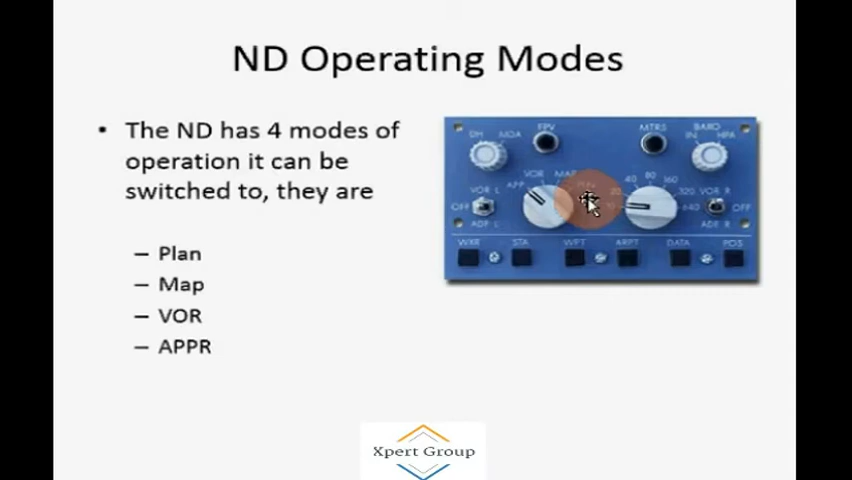 ND Operating Modes
• The ND has 4 modes of
operation it can be
switched to, they are
– Plan
– Map
– VOR
– APPR
DH MDA FPV MTRS BARO
IN HPA
APP VOR MAP
40 80 160
320 640
VOR L
OFF
ADF L
VOR R
OFF
ADF R
WXR STA WPT ARPT DATA POS
Xpert Group